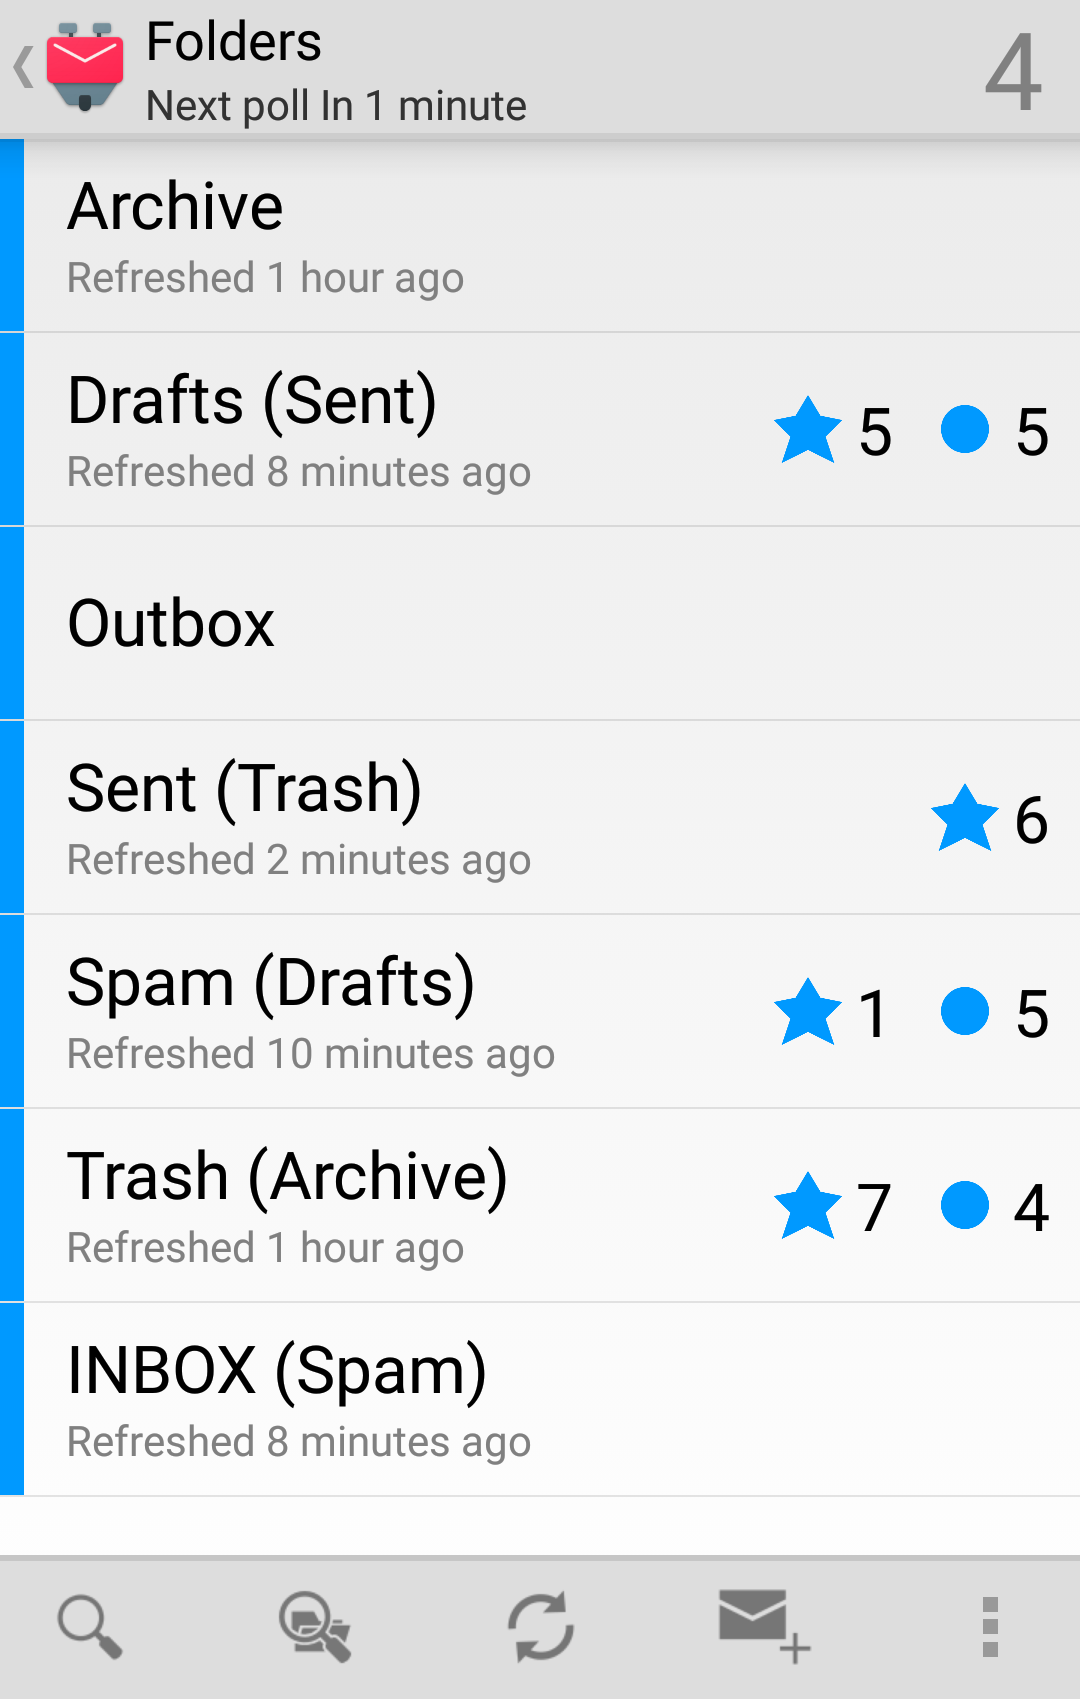 Folders
Next poll In 1 minute
4
Archive
Refreshed 1 hour ago
Drafts (Sent)
Refreshed 8 minutes ago
5 5
Outbox
Sent (Trash)
Refreshed 2 minutes ago
6
Spam (Drafts)
Refreshed 10 minutes ago
1 5
Trash (Archive)
Refreshed 1 hour ago
7 4
INBOX (Spam)
Refreshed 8 minutes ago